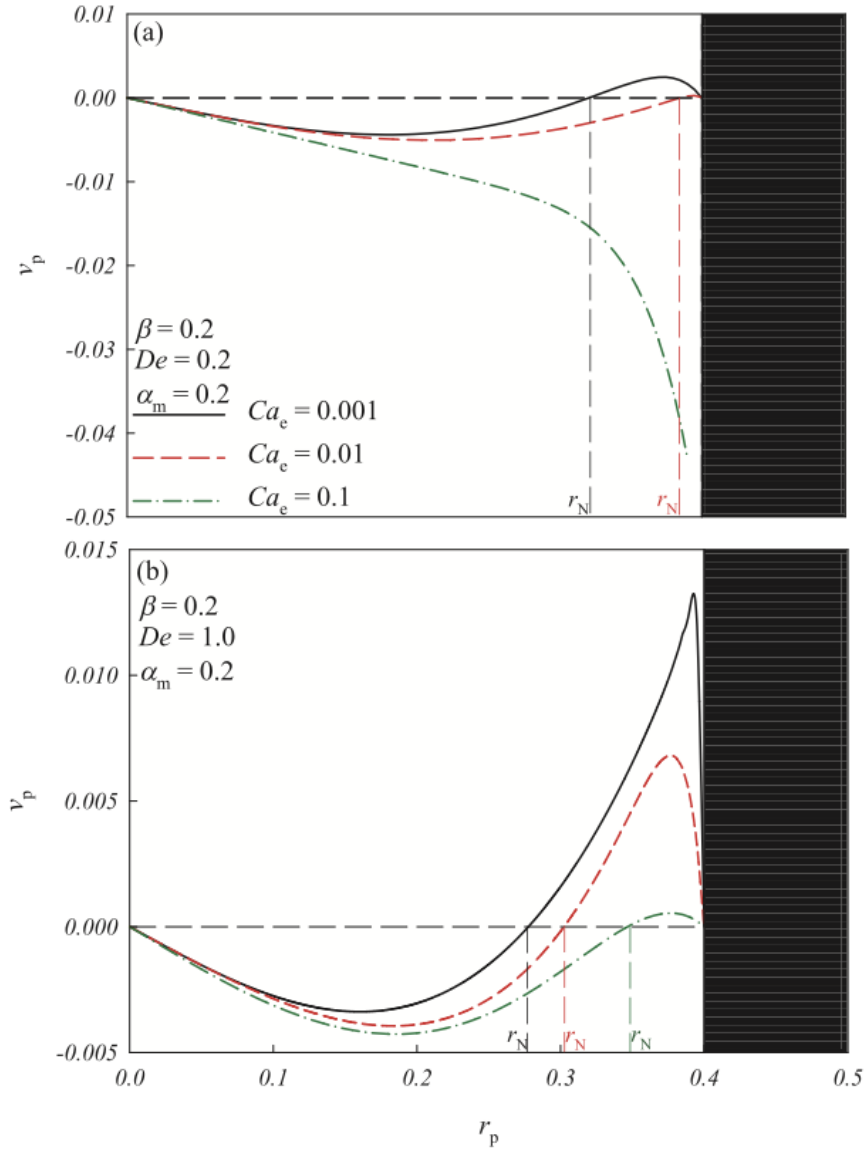 0.01
(a)
0.00
-0.01
-0.02
-0.03
-0.04
-0.05
v_p
β = 0.2
De = 0.2
α_m = 0.2
Ca_e = 0.001
Ca_e = 0.01
Ca_e = 0.1
r_N r_N
0.015
(b)
β = 0.2
De = 1.0
α_m = 0.2
0.010
0.005
0.000
-0.005
v_p
r_N r_N r_N
0.0 0.1 0.2 0.3 0.4 0.5
r_p